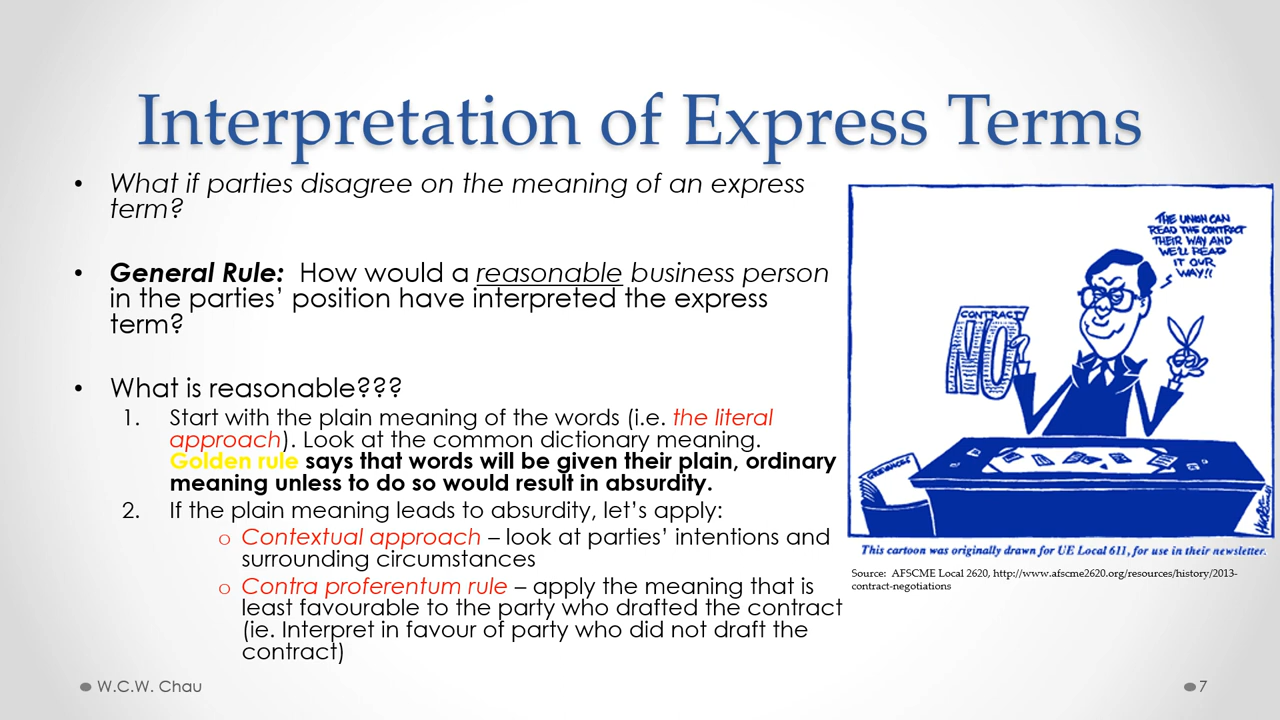 Interpretation of Express Terms
• What if parties disagree on the meaning of an express
term?
• General Rule: How would a reasonable business person
in the parties' position have interpreted the express
term?
• What is reasonable???
1. Start with the plain meaning of the words (i.e. the literal
approach). Look at the common dictionary meaning.
Golden rule says that words will be given their plain, ordinary
meaning unless to do so would result in absurdity.
2. If the plain meaning leads to absurdity, let's apply:
o Contextual approach – look at parties' intentions and
surrounding circumstances
o Contra proferentum rule – apply the meaning that is
least favourable to the party who drafted the contract
(ie. Interpret in favour of party who did not draft the
contract)
THE UNION CAN
READ THE CONTRACT
THEIR WAY AND
WE'LL READ
IT OUR
WAY!!
CONTRACT
NO
GRIEVANCES
This cartoon was originally drawn for UE Local 611, for use in their newsletter.
Source: AFSCME Local 2620, http://www.afscme2620.org/resources/history/2013-
contract-negotiations
W.C.W. Chau
7